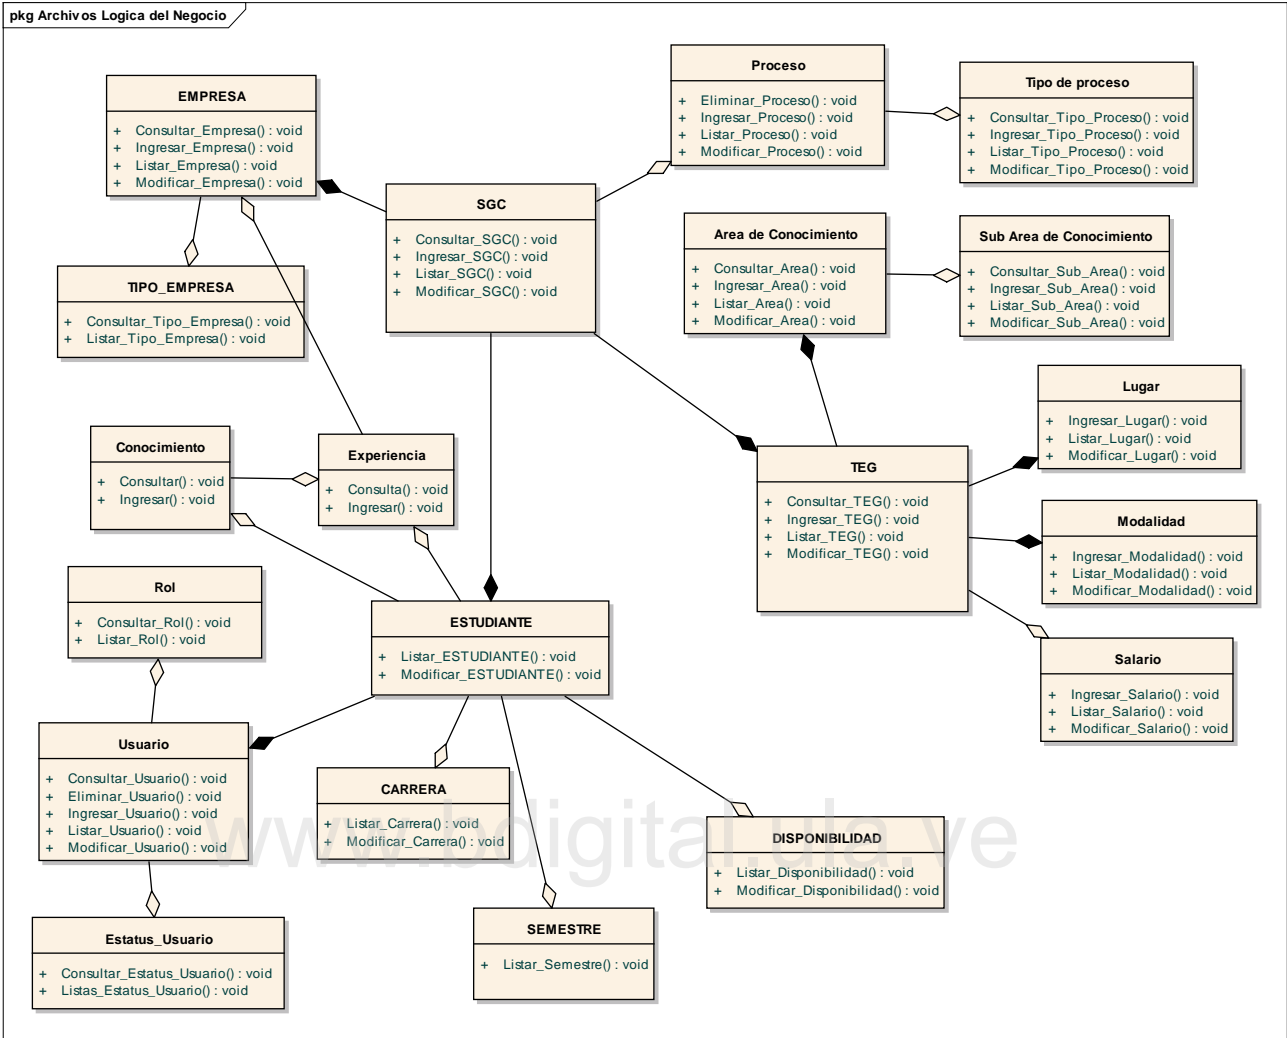 pkg Archivos Logica del Negocio
EMPRESA
+ Consultar_Empresa() : void
+ Ingresar_Empresa() : void
+ Listar_Empresa() : void
+ Modificar_Empresa() : void
Proceso
+ Eliminar_Proceso() : void
+ Ingresar_Proceso() : void
+ Listar_Proceso() : void
+ Modificar_Proceso() : void
Tipo de proceso
+ Consultar_Tipo_Proceso() : void
+ Ingresar_Tipo_Proceso() : void
+ Listar_Tipo_Proceso() : void
+ Modificar_Tipo_Proceso() : void
SGC
+ Consultar_SGC() : void
+ Ingresar_SGC() : void
+ Listar_SGC() : void
+ Modificar_SGC() : void
Area de Conocimiento
+ Consultar_Area() : void
+ Ingresar_Area() : void
+ Listar_Area() : void
+ Modificar_Area() : void
Sub Area de Conocimiento
+ Consultar_Sub_Area() : void
+ Ingresar_Sub_Area() : void
+ Listar_Sub_Area() : void
+ Modificar_Sub_Area() : void
TIPO_EMPRESA
+ Consultar_Tipo_Empresa() : void
+ Listar_Tipo_Empresa() : void
Lugar
+ Ingresar_Lugar() : void
+ Listar_Lugar() : void
+ Modificar_Lugar() : void
Conocimiento
+ Consultar() : void
+ Ingresar() : void
Experiencia
+ Consulta() : void
+ Ingresar() : void
TEG
+ Consultar_TEG() : void
+ Ingresar_TEG() : void
+ Listar_TEG() : void
+ Modificar_TEG() : void
Modalidad
+ Ingresar_Modalidad() : void
+ Listar_Modalidad() : void
+ Modificar_Modalidad() : void
Rol
+ Consultar_Rol() : void
+ Listar_Rol() : void
ESTUDIANTE
+ Listar_ESTUDIANTE() : void
+ Modificar_ESTUDIANTE() : void
Salario
+ Ingresar_Salario() : void
+ Listar_Salario() : void
+ Modificar_Salario() : void
Usuario
+ Consultar_Usuario() : void
+ Eliminar_Usuario() : void
+ Ingresar_Usuario() : void
+ Listar_Usuario() : void
+ Modificar_Usuario() : void
CARRERA
+ Listar_Carrera() : void
+ Modificar_Carrera() : void
DISPONIBILIDAD
+ Listar_Disponibilidad() : void
+ Modificar_Disponibilidad() : void
www.bdigital.ula.ve
Estatus_Usuario
+ Consultar_Estatus_Usuario() : void
+ Listas_Estatus_Usuario() : void
SEMESTRE
+ Listar_Semestre() : void